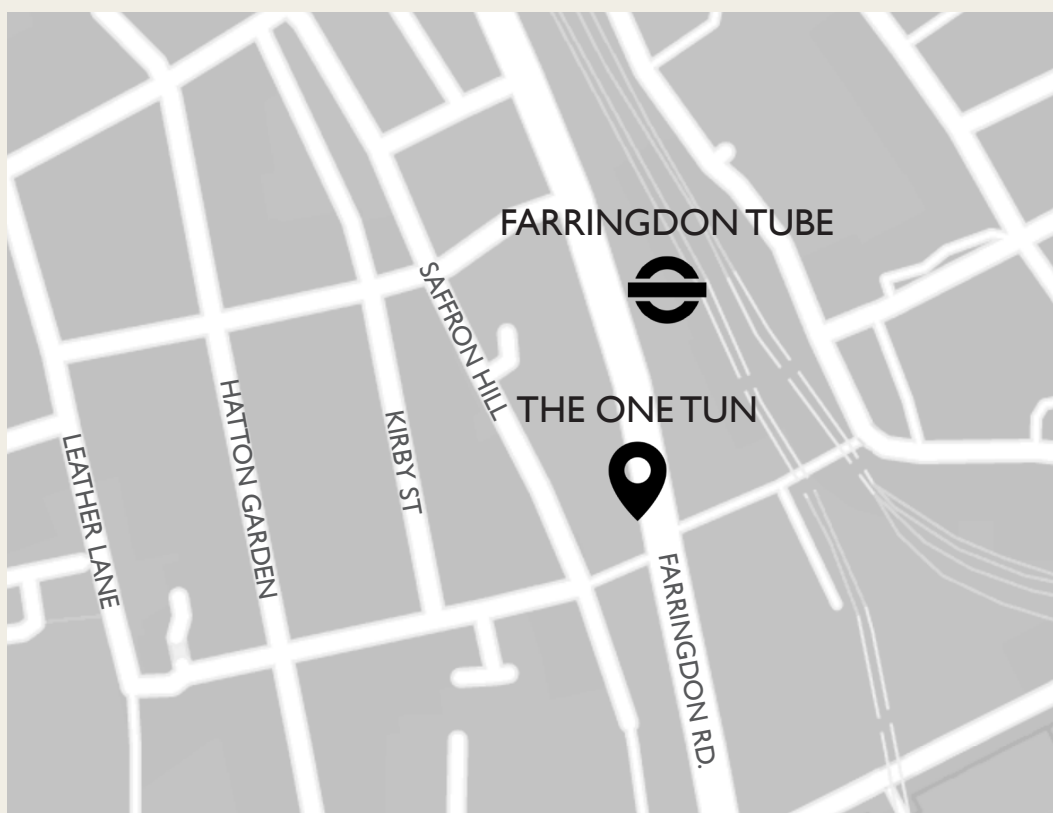 FARRINGDON TUBE
SAFFRON HILL
THE ONE TUN
HATTON GARDEN
KIRBY ST
LEATHER LANE
FARRINGDON RD.